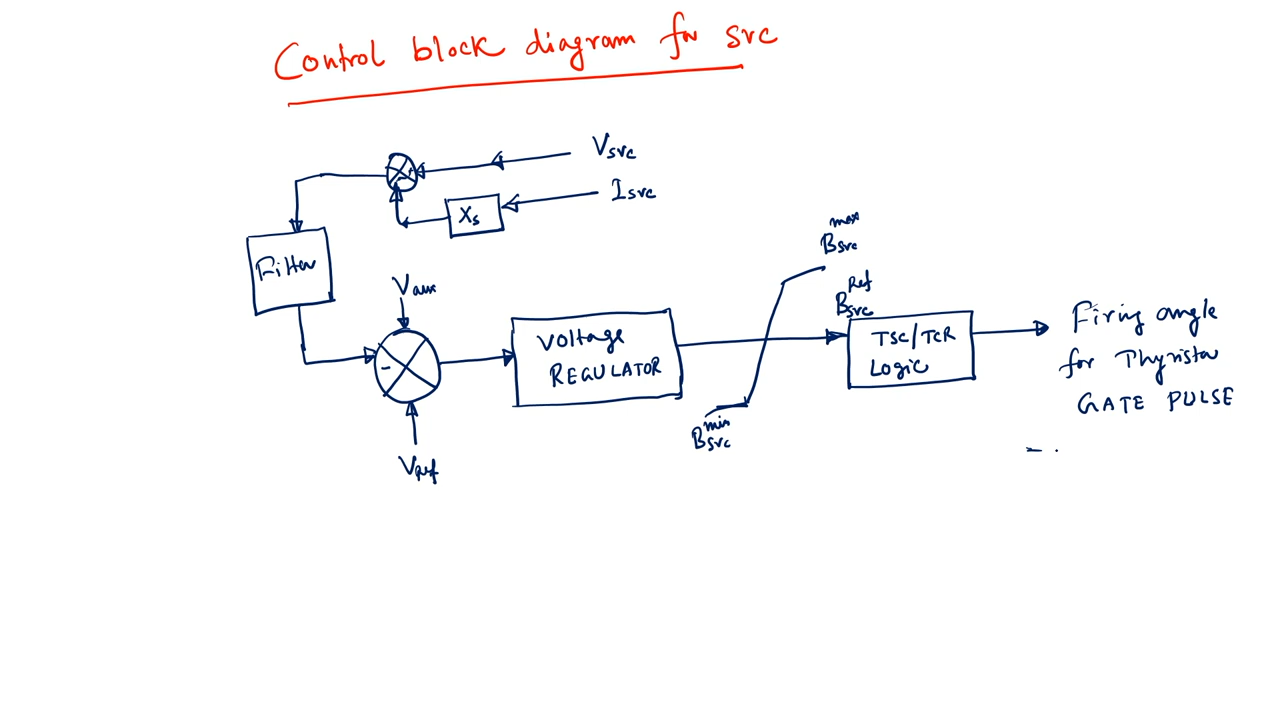 Control block diagram for SVC
Vsvc
Isvc
Xs
Filter
Vaux
Vref
Voltage
REGULATOR
Bsvc max
Bsvc Ref
Bsvc min
TSC/TCR
Logic
Firing angle
for Thyristor
GATE PULSE